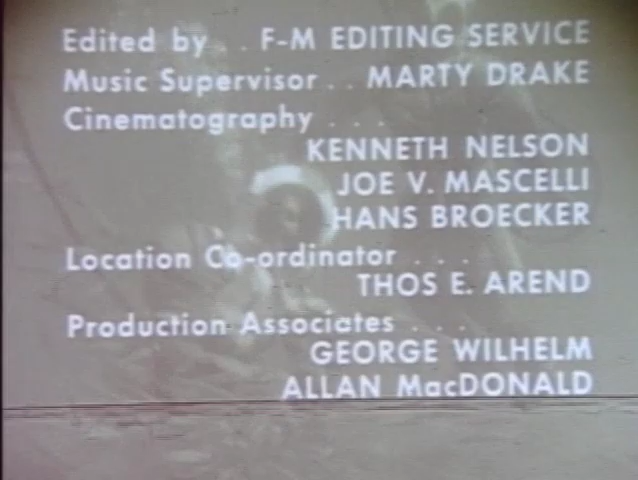 Edited by . . F-M EDITING SERVICE
Music Supervisor . . MARTY DRAKE
Cinematography . . .
KENNETH NELSON
JOE V. MASCELLI
HANS BROECKER
Location Co-ordinator . . .
THOS E. AREND
Production Associates . . .
GEORGE WILHELM
ALLAN MacDONALD